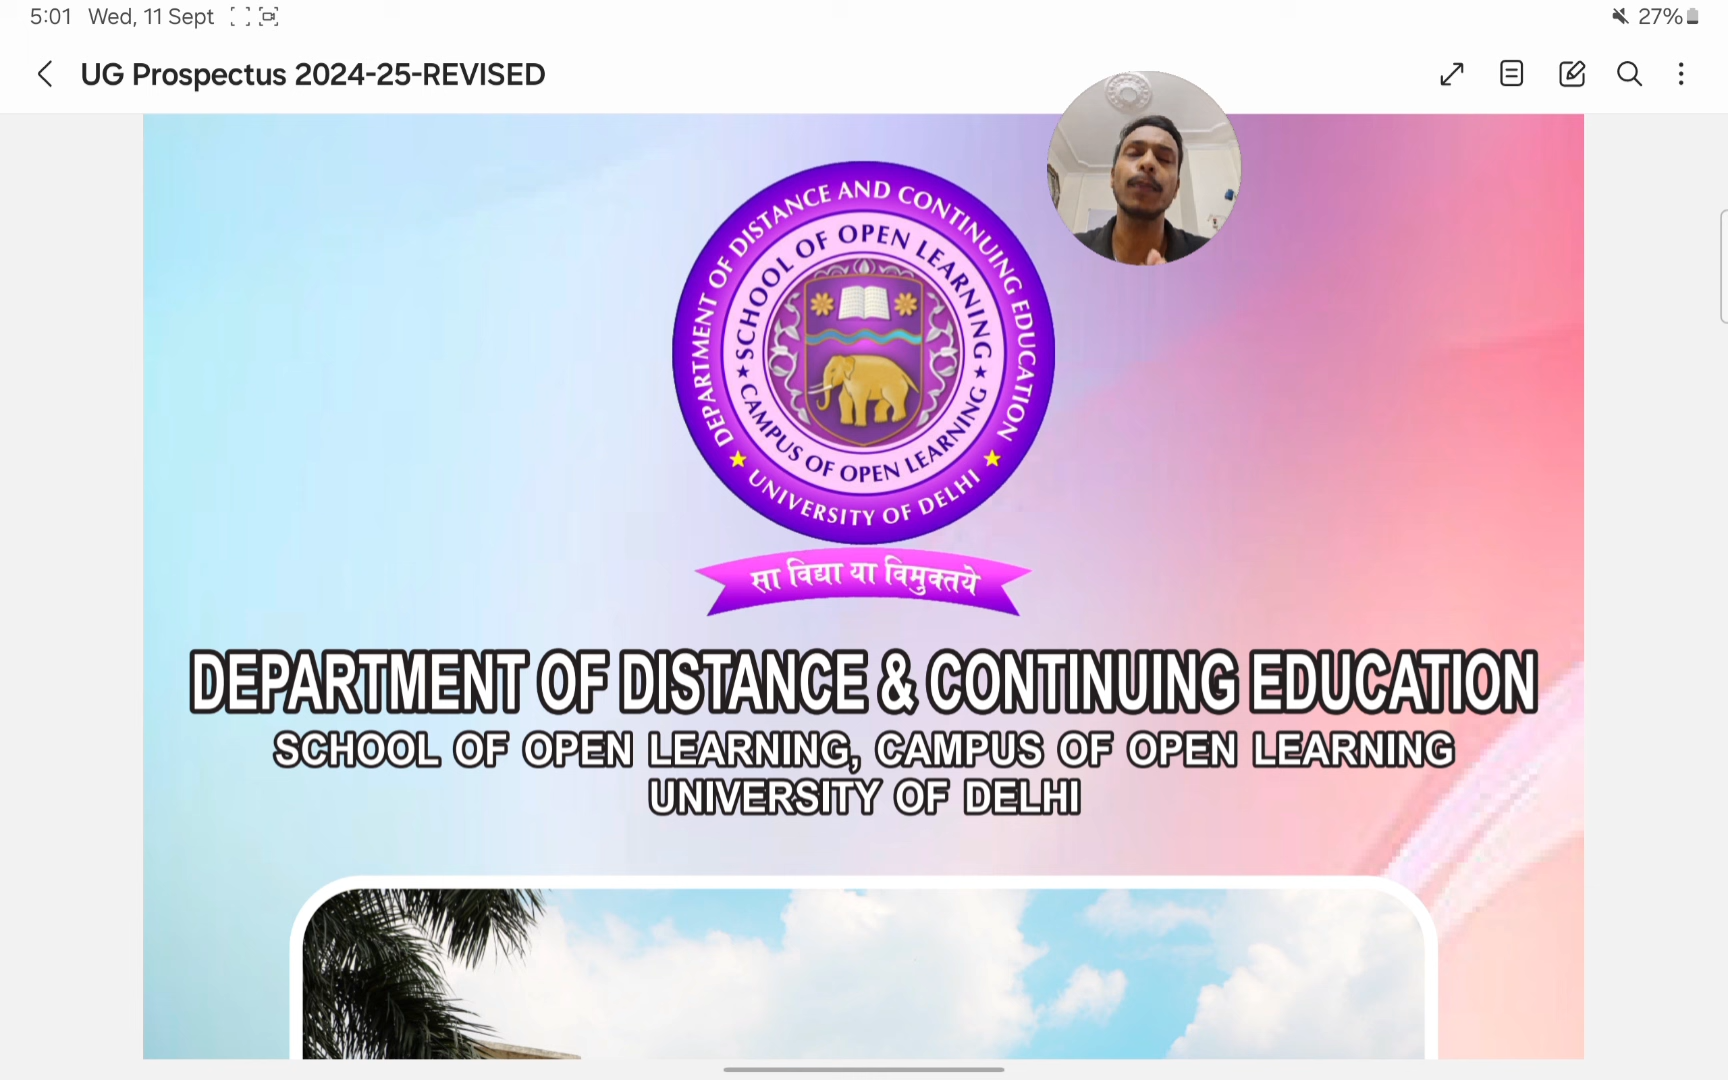 5:01 Wed, 11 Sept
27%
UG Prospectus 2024-25-REVISED
DEPARTMENT OF DISTANCE AND CONTINUING EDUCATION
SCHOOL OF OPEN LEARNING
CAMPUS OF OPEN LEARNING
UNIVERSITY OF DELHI
सा विद्या या विमुक्तये
DEPARTMENT OF DISTANCE & CONTINUING EDUCATION
SCHOOL OF OPEN LEARNING, CAMPUS OF OPEN LEARNING
UNIVERSITY OF DELHI